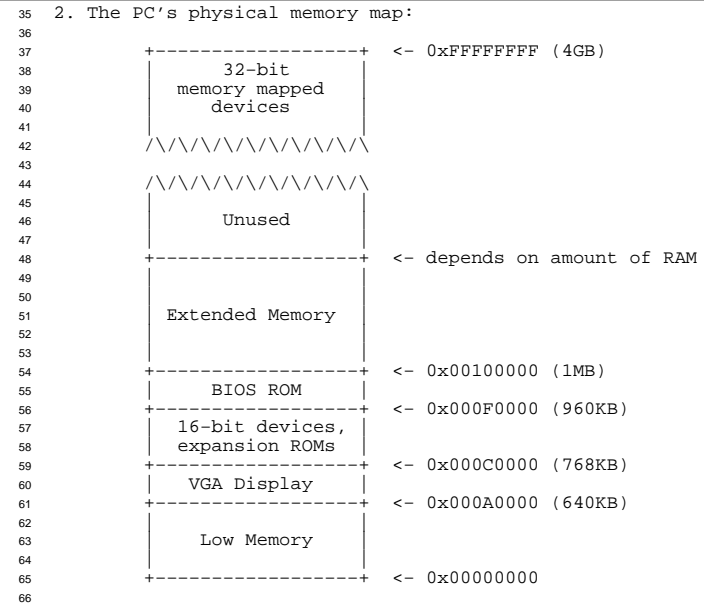 35 2. The PC's physical memory map:
36
37 +------------------+ <- 0xFFFFFFFF (4GB)
38 | 32-bit |
39 | memory mapped |
40 | devices |
41 | |
42 /\/\/\/\/\/\/\/\/\/\
43
44 /\/\/\/\/\/\/\/\/\/\
45 | |
46 | Unused |
47 | |
48 +------------------+ <- depends on amount of RAM
49 | |
50 | |
51 | Extended Memory |
52 | |
53 | |
54 +------------------+ <- 0x00100000 (1MB)
55 | BIOS ROM |
56 +------------------+ <- 0x000F0000 (960KB)
57 | 16-bit devices, |
58 | expansion ROMs |
59 +------------------+ <- 0x000C0000 (768KB)
60 | VGA Display |
61 +------------------+ <- 0x000A0000 (640KB)
62 | |
63 | Low Memory |
64 | |
65 +------------------+ <- 0x00000000
66